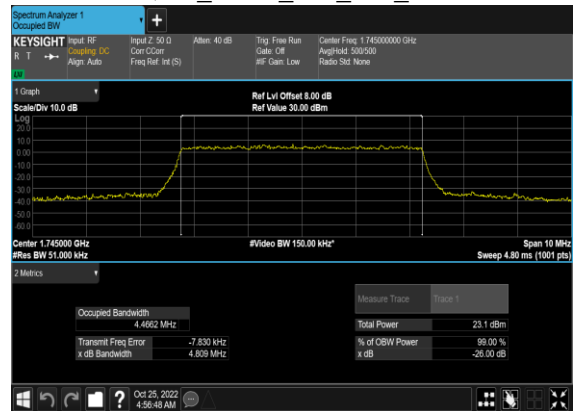 Spectrum Analyzer 1
Occupied BW
+
KEYSIGHT Input: RF Input Z: 50 Ω Atten: 40 dB Trig: Free Run Center Freq: 1.745000000 GHz
R T Coupling: DC Corr CCorr Gate: Off Avg|Hold: 500/500
Align: Auto Freq Ref: Int (S) #IF Gain: Low Radio Std: None
LXI
1 Graph
Ref Lvl Offset 8.00 dB
Scale/Div 10.0 dB Ref Value 30.00 dBm
Log
20.0
10.0
0.00
-10.0
-20.0
-30.0
-40.0
-50.0
-60.0
Center 1.745000 GHz #Video BW 150.00 kHz* Span 10 MHz
#Res BW 51.000 kHz Sweep 4.80 ms (1001 pts)
2 Metrics
Measure Trace Trace 1
Occupied Bandwidth
4.4662 MHz Total Power 23.1 dBm
Transmit Freq Error -7.830 kHz % of OBW Power 99.00 %
x dB Bandwidth 4.809 MHz x dB -26.00 dB
? Oct 25, 2022
4:56:48 AM